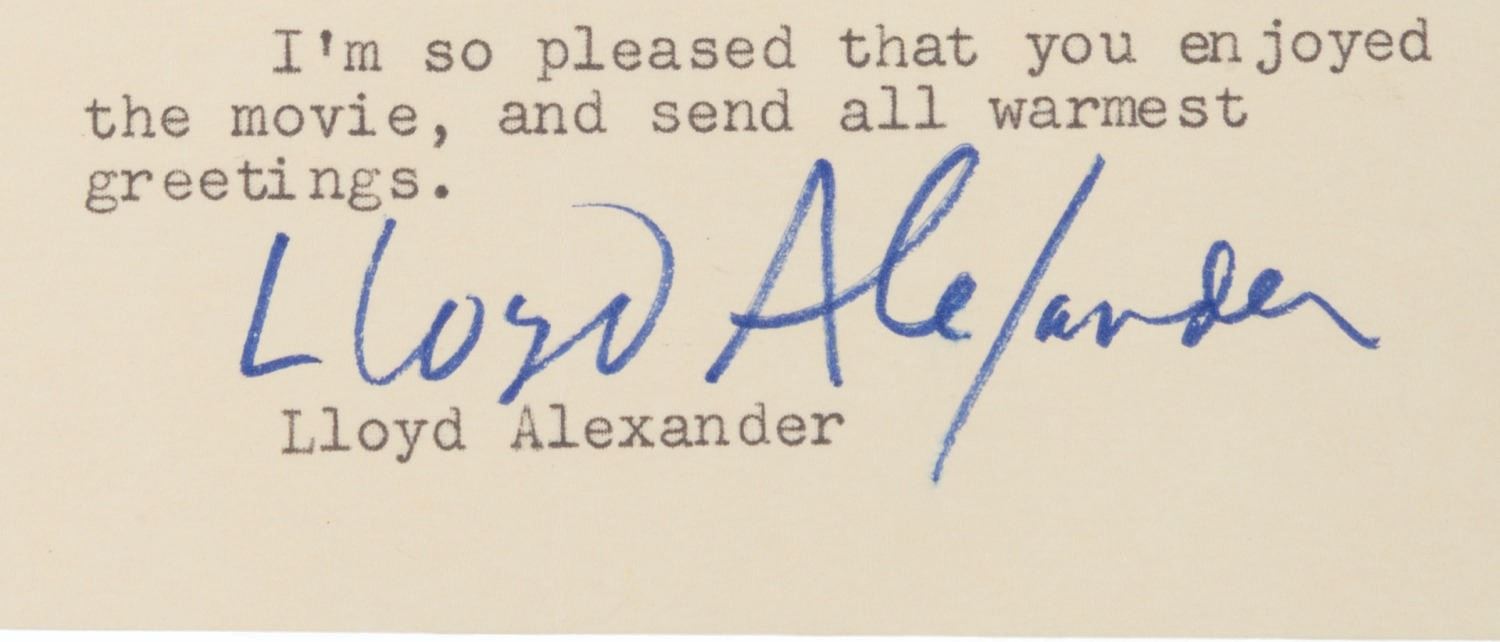 I'm so pleased that you enjoyed
the movie, and send all warmest
greetings.
Lloyd Alexander
Lloyd Alexander